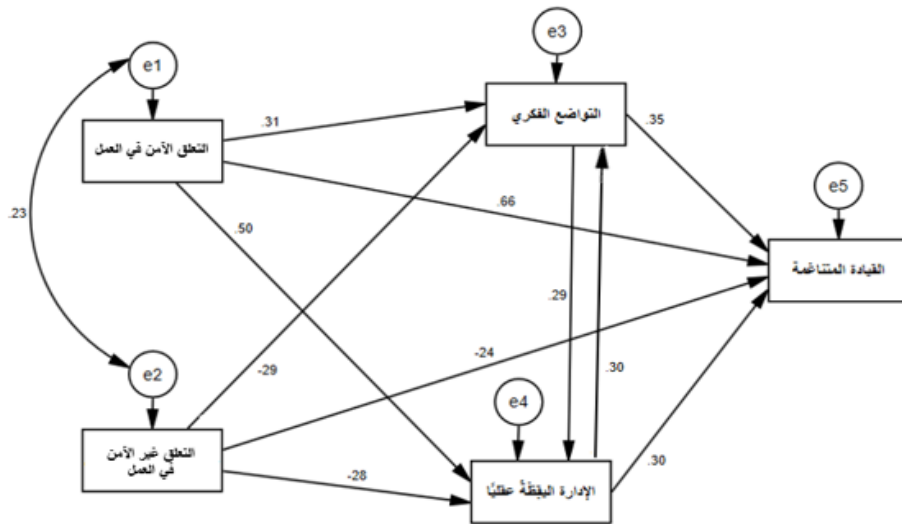 e3
e1
التواضع الفكري
.35
.31
التعلق الآمن في العمل
e5
.66
.23
.50
القيادة المتناغمة
.29
-24
e2
-29
.30
e4
التعلق غير الآمن
في العمل
.30
-28
الإدارة اليقِظَةُ عقليًا